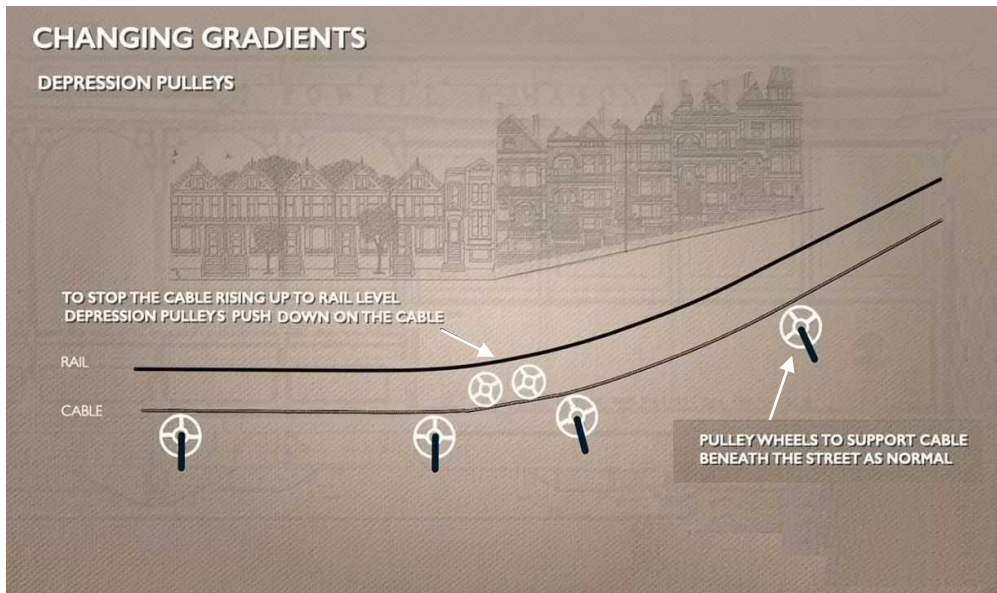 CHANGING GRADIENTS
DEPRESSION PULLEYS
TO STOP THE CABLE RISING UP TO RAIL LEVEL
DEPRESSION PULLEYS PUSH DOWN ON THE CABLE
RAIL
CABLE
PULLEY WHEELS TO SUPPORT CABLE
BENEATH THE STREET AS NORMAL